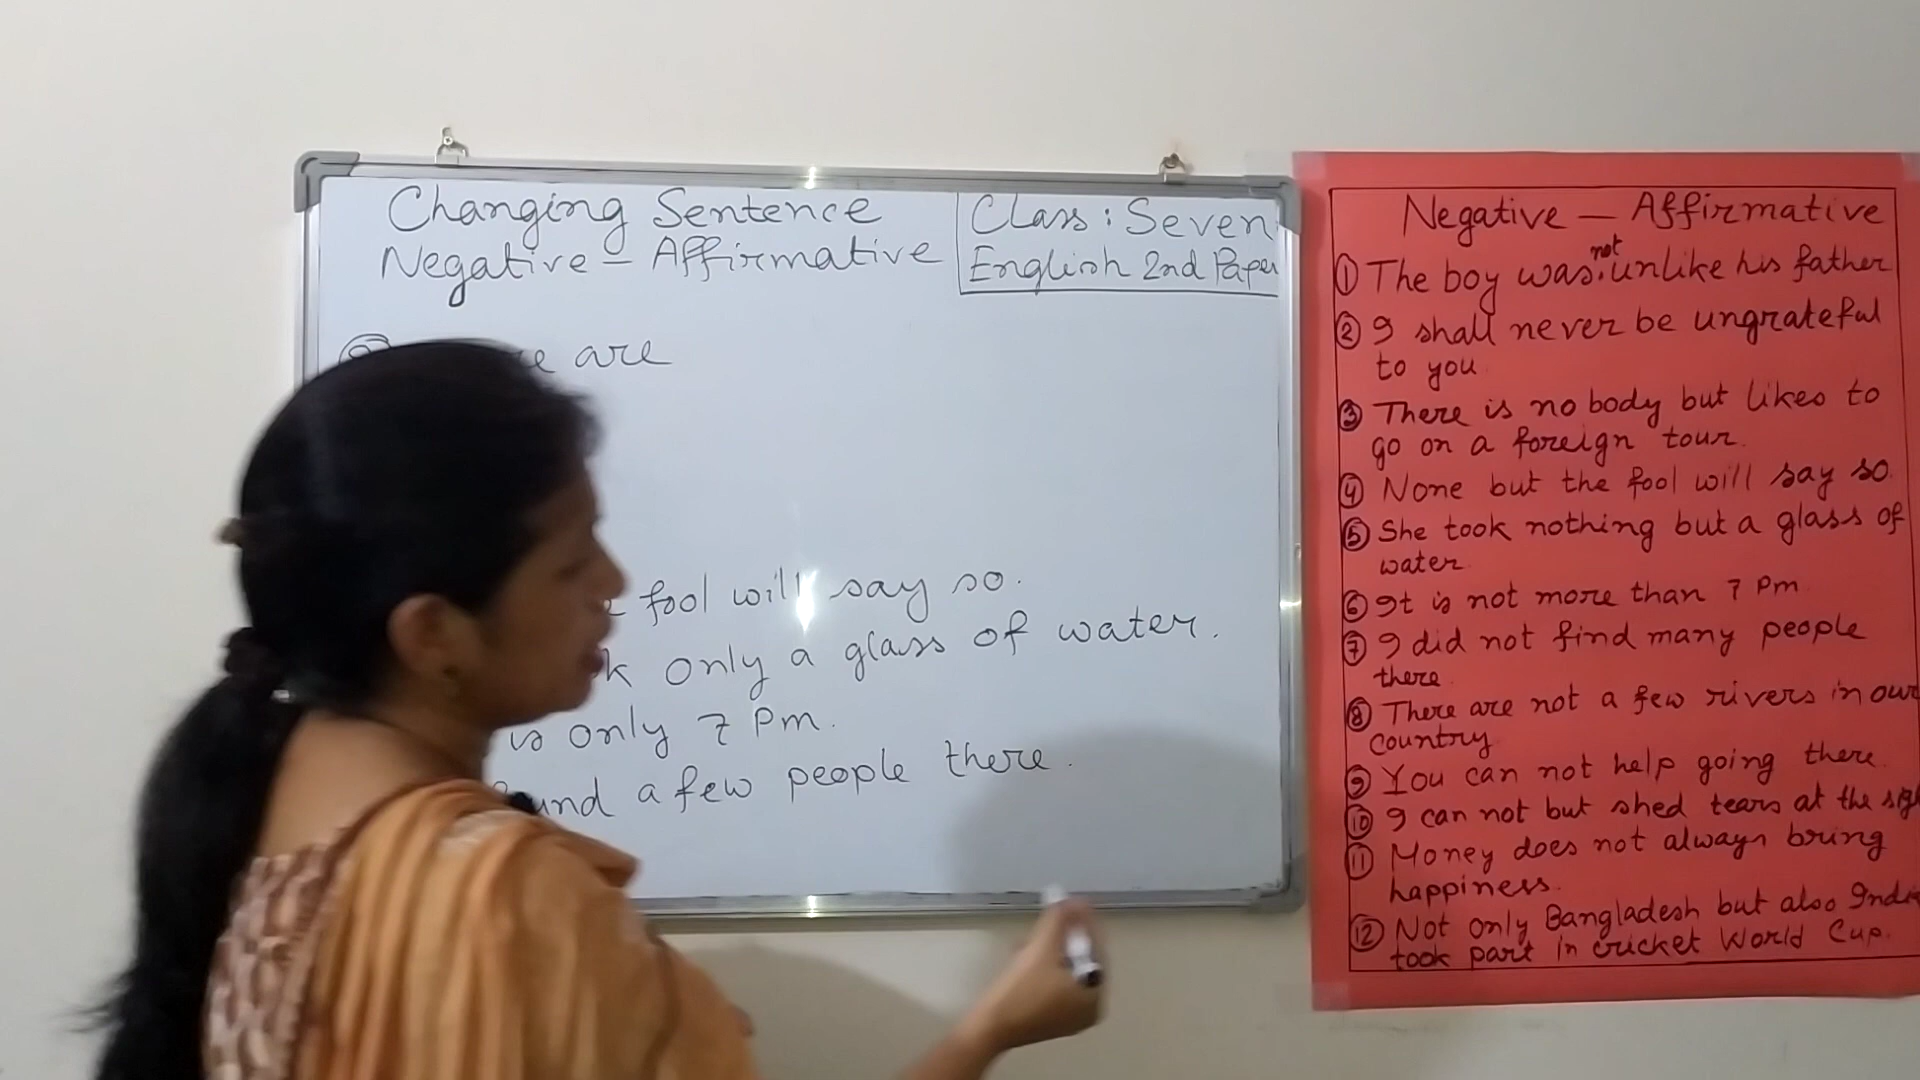 Changing Sentence
Negative – Affirmative
Class : Seven
English 2nd Paper
are
fool will say so.
only a glass of water.
is only 7 Pm.
a few people there.
Negative — Affirmative
① The boy was not unlike his father
② I shall never be ungrateful
to you
③ There is no body but likes to
go on a foreign tour.
④ None but the fool will say so.
⑤ She took nothing but a glass of
water
⑥ It is not more than 7 Pm
⑦ I did not find many people
there
⑧ There are not a few rivers in our
country
⑨ You can not help going there
⑩ I can not but shed tears at the
⑪ Money does not always bring
happiness.
⑫ Not only Bangladesh but also
took part in cricket World Cup.